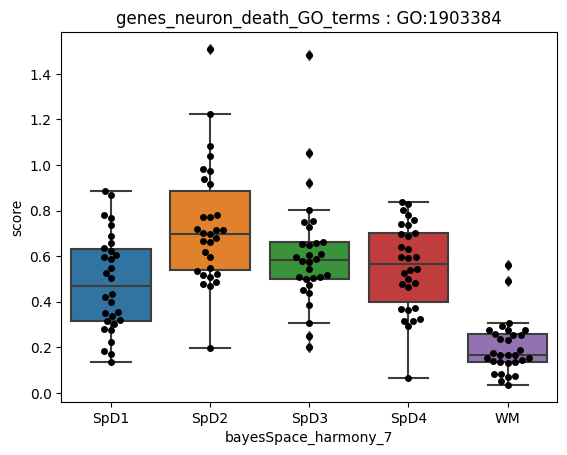 genes_neuron_death_GO_terms : GO:1903384
1.4
1.2
1.0
0.8
0.6
0.4
0.2
0.0
score
SpD1 SpD2 SpD3 SpD4 WM
bayesSpace_harmony_7